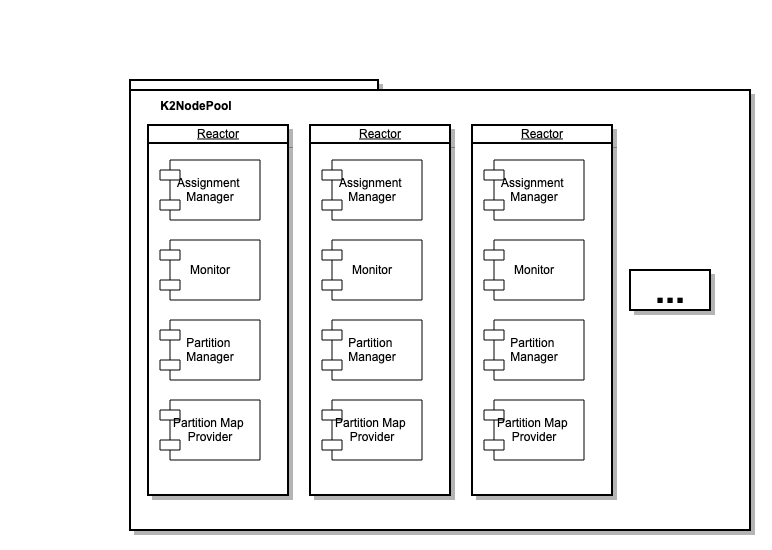 K2NodePool
Reactor
Assignment
Manager
Monitor
Partition
Manager
Partition Map
Provider
Reactor
Assignment
Manager
Monitor
Partition
Manager
Partition Map
Provider
Reactor
Assignment
Manager
Monitor
Partition
Manager
Partition Map
Provider
...